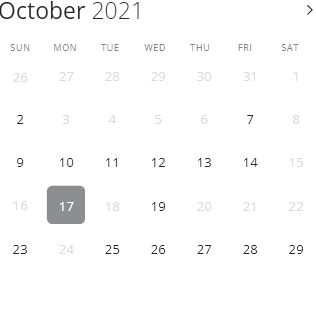 October 2021
SUN MON TUE WED THU FRI SAT
26 27 28 29 30 31 1
2 3 4 5 6 7 8
9 10 11 12 13 14 15
16 17 18 19 20 21 22
23 24 25 26 27 28 29